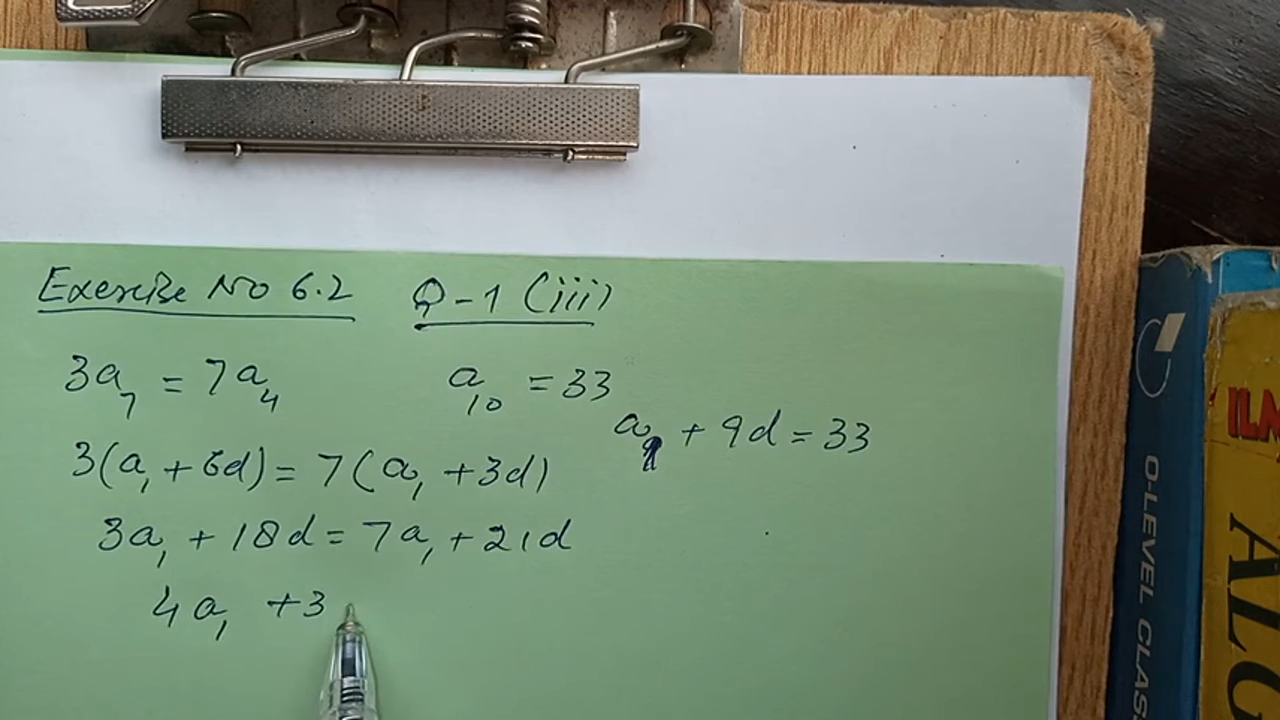 Exercise No 6.2 Q-1 (iii)
3a₇ = 7a₄ a₁₀ = 33
a₁ + 9d = 33
3(a₁ + 6d) = 7(a₁ + 3d)
3a₁ + 18d = 7a₁ + 21d
4a₁ + 3
O-LEVEL CLAS